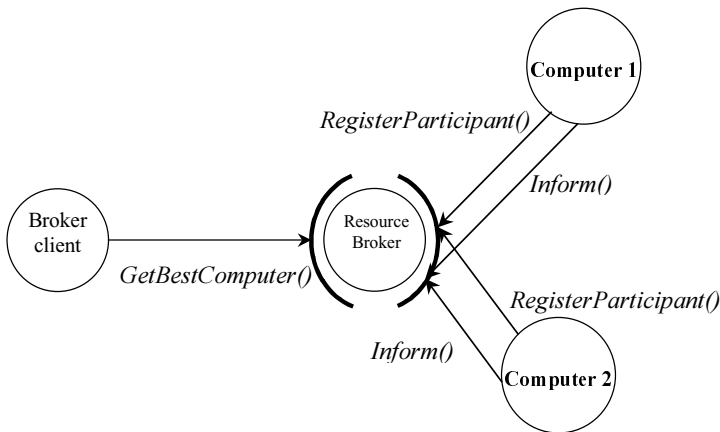 Computer 1
RegisterParticipant()
Inform()
Broker
client
Resource
Broker
GetBestComputer()
RegisterParticipant()
Inform()
Computer 2